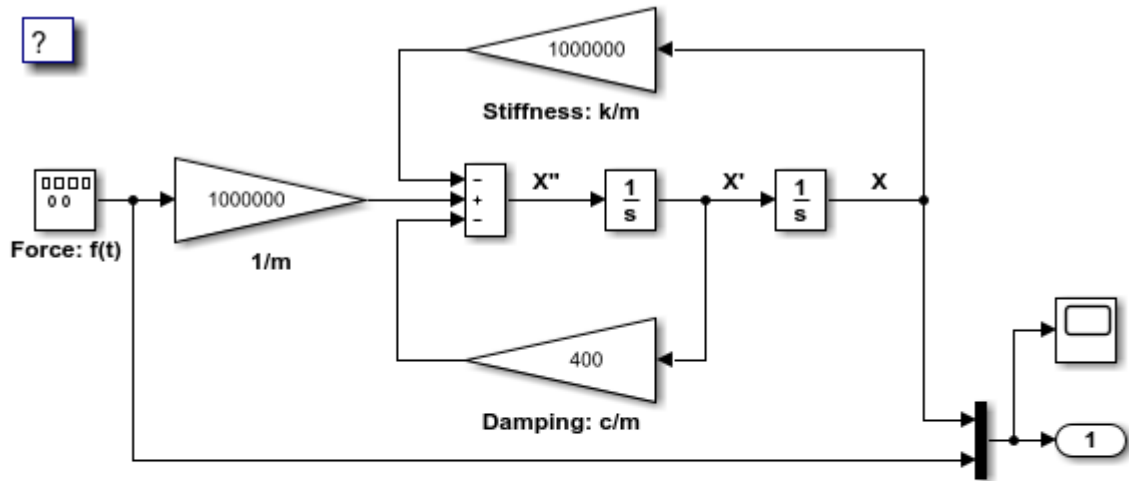 ?
1000000
Stiffness: k/m
Force: f(t)
1000000
1/m
−
+
−
X''
1
s
X'
1
s
X
400
Damping: c/m
1